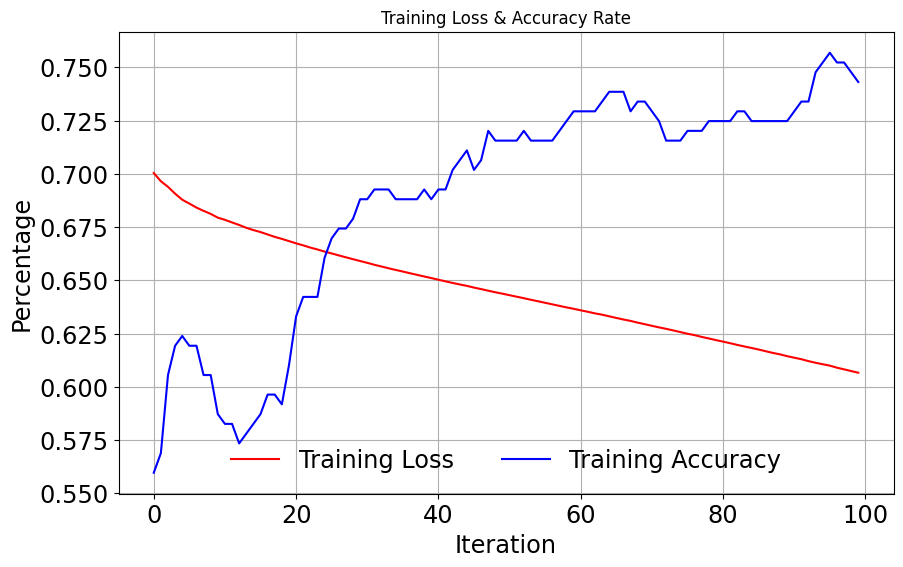 Training Loss & Accuracy Rate
Percentage
0.750
0.725
0.700
0.675
0.650
0.625
0.600
0.575
0.550
Training Loss
Training Accuracy
0 20 40 60 80 100
Iteration